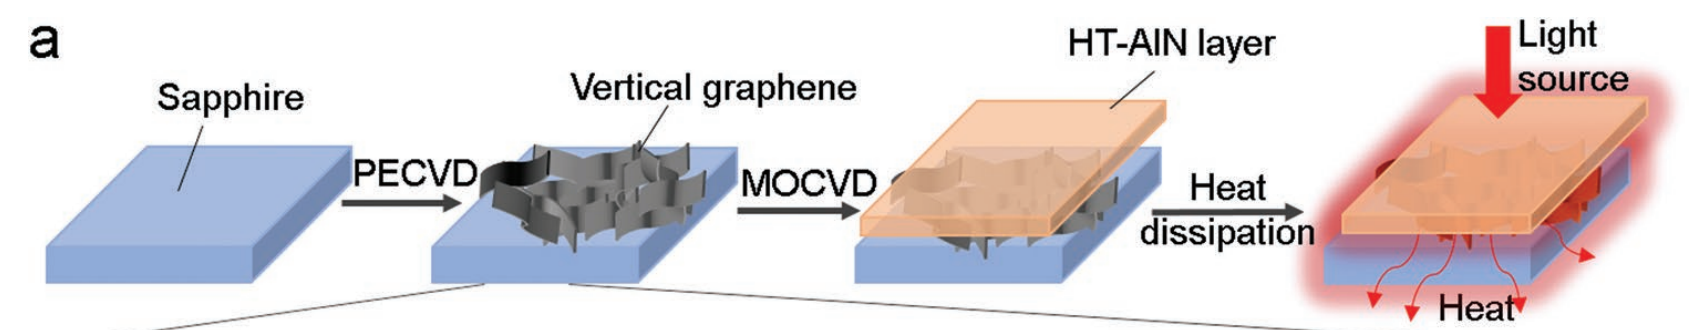 a
Sapphire
PECVD
Vertical graphene
MOCVD
HT-AlN layer
Heat
dissipation
Light
source
Heat